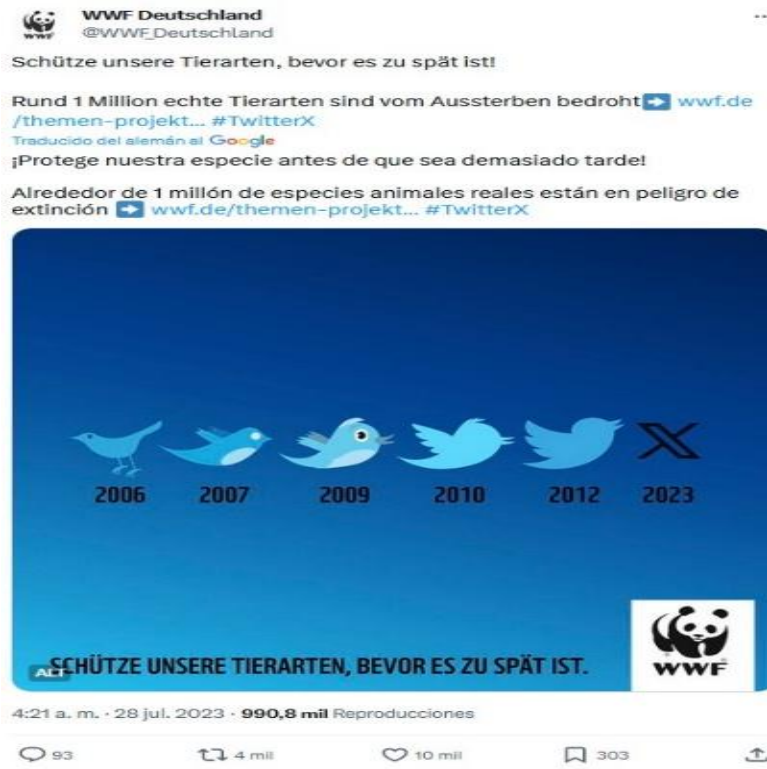 WWF Deutschland
@WWF_Deutschland
Schütze unsere Tierarten, bevor es zu spät ist!
Rund 1 Million echte Tierarten sind vom Aussterben bedroht➡ wwf.de
/themen-projekt... #TwitterX
Traducido del alemán al Google
¡Protege nuestra especie antes de que sea demasiado tarde!
Alrededor de 1 millón de especies animales reales están en peligro de
extinción ➡ wwf.de/themen-projekt... #TwitterX
2006 2007 2009 2010 2012 2023
SCHÜTZE UNSERE TIERARTEN, BEVOR ES ZU SPÄT IST.
ALT
WWF
4:21 a. m. · 28 jul. 2023 · 990,8 mil Reproducciones
93 4 mil 10 mil 303